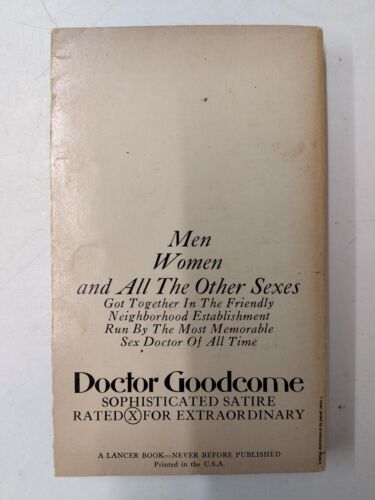 Men
Women
and All The Other Sexes
Got Together In The Friendly
Neighborhood Establishment
Run By The Most Memorable
Sex Doctor Of All Time
Doctor Goodcome
SOPHISTICATED SATIRE
RATED Ⓧ FOR EXTRAORDINARY
A LANCER BOOK—NEVER BEFORE PUBLISHED
Printed in the U.S.A.